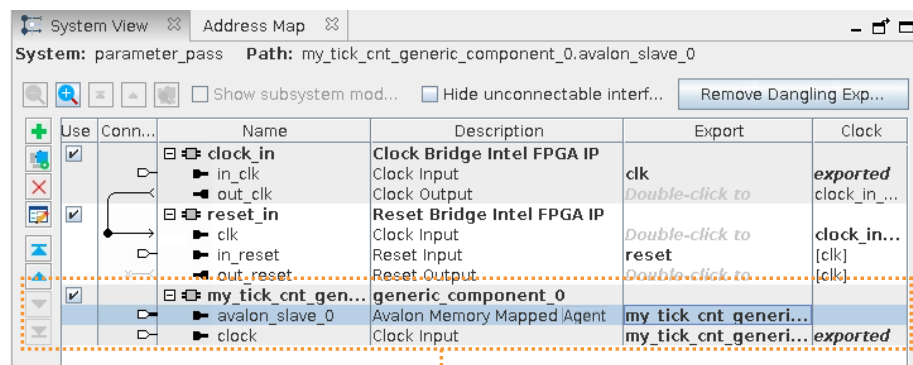 System View Address Map
System: parameter_pass Path: my_tick_cnt_generic_component_0.avalon_slave_0
Show subsystem mod... Hide unconnectable interf... Remove Dangling Exp...
Use Conn... Name Description Export Clock
clock_in Clock Bridge Intel FPGA IP
in_clk Clock Input clk exported
out_clk Clock Output Double-click to clock_in_...
reset_in Reset Bridge Intel FPGA IP
clk Clock Input Double-click to clock_in...
in_reset Reset Input reset [clk]
out_reset Reset Output Double-click to [clk]
my_tick_cnt_gen... generic_component_0
avalon_slave_0 Avalon Memory Mapped Agent my_tick_cnt_generi...
clock Clock Input my_tick_cnt_generi... exported